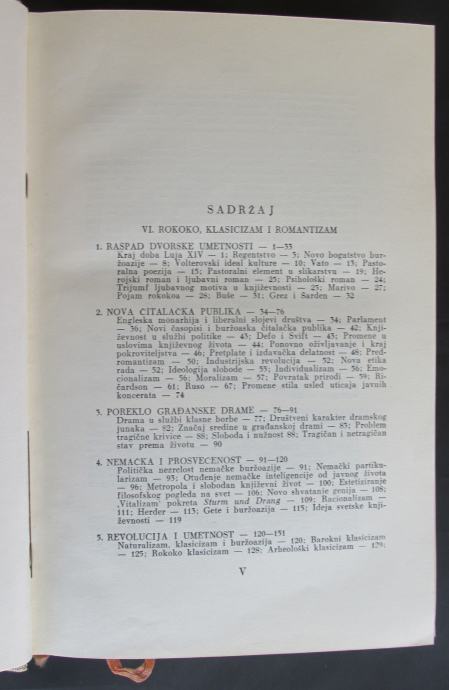 SADRŽAJ
VI. ROKOKO, KLASICIZAM I ROMANTIZAM
1. RASPAD DVORSKE UMETNOSTI — 1—33
Kraj doba Luja XIV — 1; Regentstvo — 5; Novo bogatstvo bur-
žoazije — 8; Volterovski ideal kulture — 10; Vato — 13; Pasto-
ralna poezija — 15; Pastoralni element u slikarstvu — 19; He-
rojski roman i ljubavni roman — 23; Psihološki roman — 24;
Trijumf ljubavnog motiva u književnosti — 25; Marivo — 27;
Pojam rokokoa — 28; Buše — 31; Grez i Šarden — 32
2. NOVA ČITALAČKA PUBLIKA — 34—76
Engleska monarhija i liberalni slojevi društva — 34; Parlament
— 36; Novi časopisi i buržoaska čitalačka publika — 42; Knji-
ževnost u službi politike — 43; Defo i Svift — 43; Promene u
uslovima književnog života — 44; Ponovno oživljavanje i kraj
pokroviteljstva — 46; Pretplate i izdavačka delatnost — 48; Pred-
romantizam — 50; Industrijska revolucija — 52; Nova etika
rada — 52; Ideologija slobode — 55; Individualizam — 56; Emo-
cionalizam — 56; Moralizam — 57; Povratak prirodi — 59; Ri-
čardson — 61; Ruso — 67; Promene stila usled uticaja javnih
koncerata — 74
3. POREKLO GRAĐANSKE DRAME — 76—91
Drama u službi klasne borbe — 77; Društveni karakter dramskog
junaka — 82; Značaj sredine u građanskoj drami — 83; Problem
tragične krivice — 88; Sloboda i nužnost 88; Tragičan i netragičan
stav prema životu — 90
4. NEMAČKA I PROSVEĆENOST — 91—120
Politička nezrelost nemačke buržoazije — 91; Nemački partiku-
larizam — 93; Otuđenje nemačke inteligencije od javnog života
— 96; Metropola i slobodan književni život — 100; Estetiziranje
filosofskog pogleda na svet — 106; Novo shvatanje genija — 108;
‚Vitalizam’ pokreta Sturm und Drang — 109; Racionalizam —
111; Herder — 113; Gete i buržoazija — 115; Ideja svetske knji-
ževnosti — 119
5. REVOLUCIJA I UMETNOST — 120—151
Naturalizam, klasicizam i buržoazija — 120; Barokni klasicizam
— 125; Rokoko klasicizam — 128; Arheološki klasicizam — 129;
V